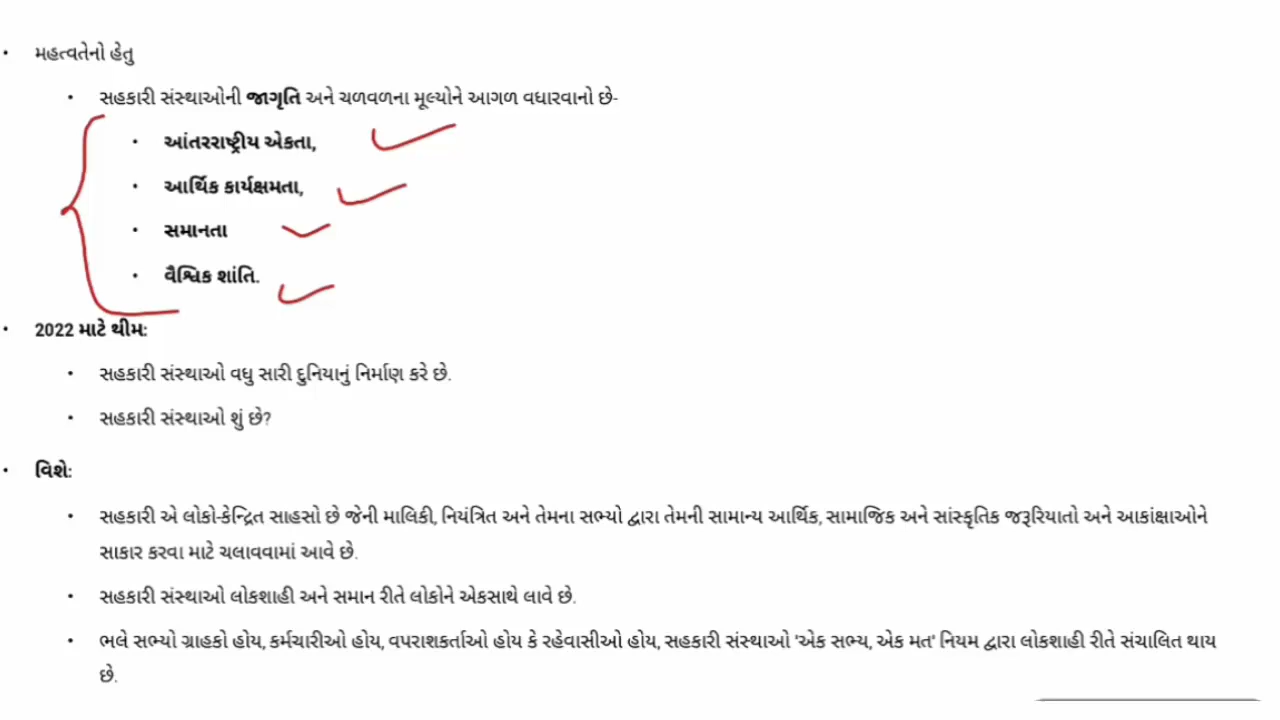 • મહત્વતેનો હેતુ
• સહકારી સંસ્થાઓની જાગૃતિ અને ચળવળના મૂલ્યોને આગળ વધારવાનો છે-
• આંતરરાષ્ટ્રીય એકતા,
• આર્થિક કાર્યક્ષમતા,
• સમાનતા
• વૈશ્વિક શાંતિ.
• 2022 માટે થીમ:
• સહકારી સંસ્થાઓ વધુ સારી દુનિયાનું નિર્માણ કરે છે.
• સહકારી સંસ્થાઓ શું છે?
• વિશે:
• સહકારી એ લોકો-કેન્દ્રિત સાહસો છે જેની માલિકી, નિયંત્રિત અને તેમના સભ્યો દ્વારા તેમની સામાન્ય આર્થિક, સામાજિક અને સાંસ્કૃતિક જરૂરિયાતો અને આકાંક્ષાઓને
સાકાર કરવા માટે ચલાવવામાં આવે છે.
• સહકારી સંસ્થાઓ લોકશાહી અને સમાન રીતે લોકોને એકસાથે લાવે છે.
• ભલે સભ્યો ગ્રાહકો હોય, કર્મચારીઓ હોય, વપરાશકર્તાઓ હોય કે રહેવાસીઓ હોય, સહકારી સંસ્થાઓ 'એક સભ્ય, એક મત' નિયમ દ્વારા લોકશાહી રીતે સંચાલિત થાય
છે.